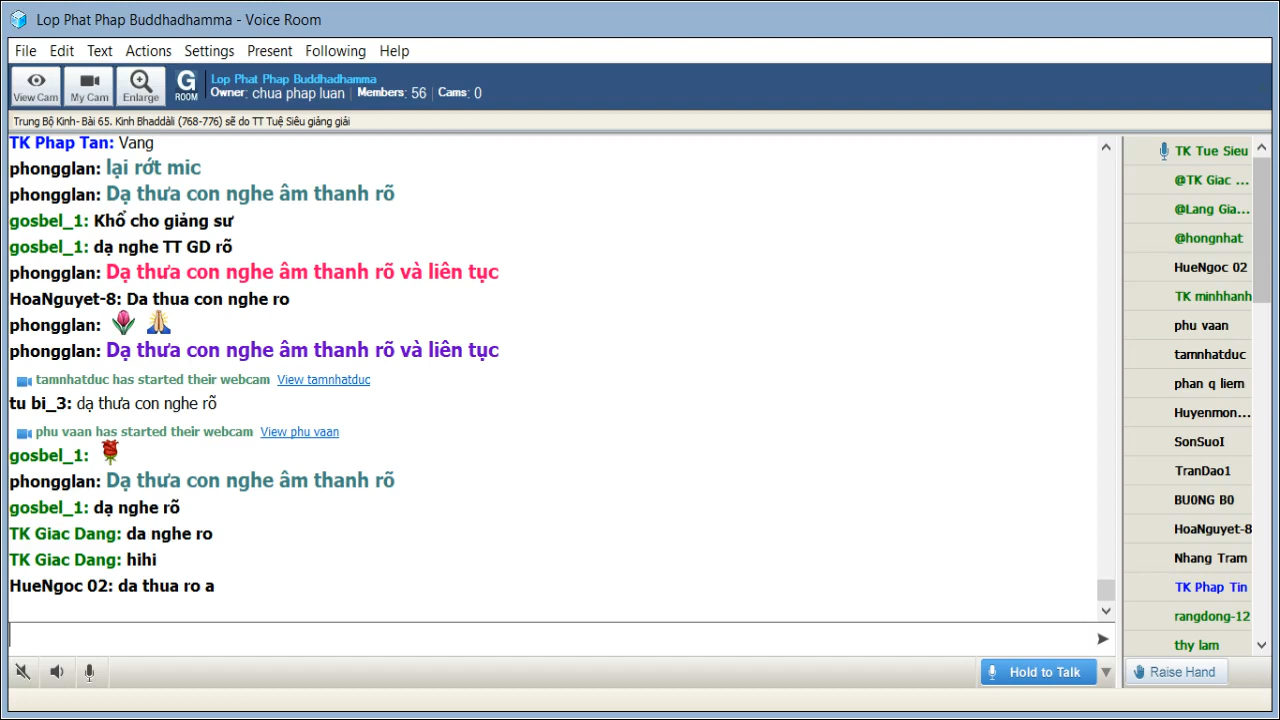 Lop Phat Phap Buddhadhamma - Voice Room
File Edit Text Actions Settings Present Following Help
View Cam My Cam Enlarge G ROOM
Lop Phat Phap Buddhadhamma
Owner: chua phap luan Members: 56 Cams: 0
Trung Bộ Kinh- Bài 65. Kinh Bhaddàli (768-776) sẽ do TT Tuệ Siêu giảng giải
TK Phap Tan: Vang
phongglan: lại rớt mic
phongglan: Dạ thưa con nghe âm thanh rõ
gosbel_1: Khổ cho giảng sư
gosbel_1: dạ nghe TT GD rõ
phongglan: Dạ thưa con nghe âm thanh rõ và liên tục
HoaNguyet-8: Da thua con nghe ro
phongglan:
phongglan: Dạ thưa con nghe âm thanh rõ và liên tục
tamnhatduc has started their webcam View tamnhatduc
tu bi_3: dạ thưa con nghe rõ
phu vaan has started their webcam View phu vaan
gosbel_1:
phongglan: Dạ thưa con nghe âm thanh rõ
gosbel_1: dạ nghe rõ
TK Giac Dang: da nghe ro
TK Giac Dang: hihi
HueNgoc 02: da thua ro a
TK Tue Sieu
@TK Giac ...
@Lang Gia...
@hongnhat
HueNgoc 02
TK minhhanh
phu vaan
tamnhatduc
phan q liem
Huyenmon...
SonSuoI
TranDao1
BU0NG B0
HoaNguyet-8
Nhang Tram
TK Phap Tin
rangdong-12
thy lam
Hold to Talk
Raise Hand